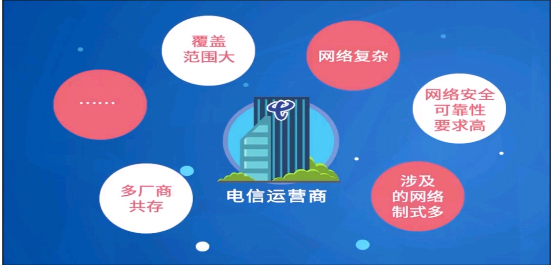 覆盖
范围大
网络复杂
……
网络安全
可靠性
要求高
多厂商
共存
电信运营商
涉及
的网络
制式多